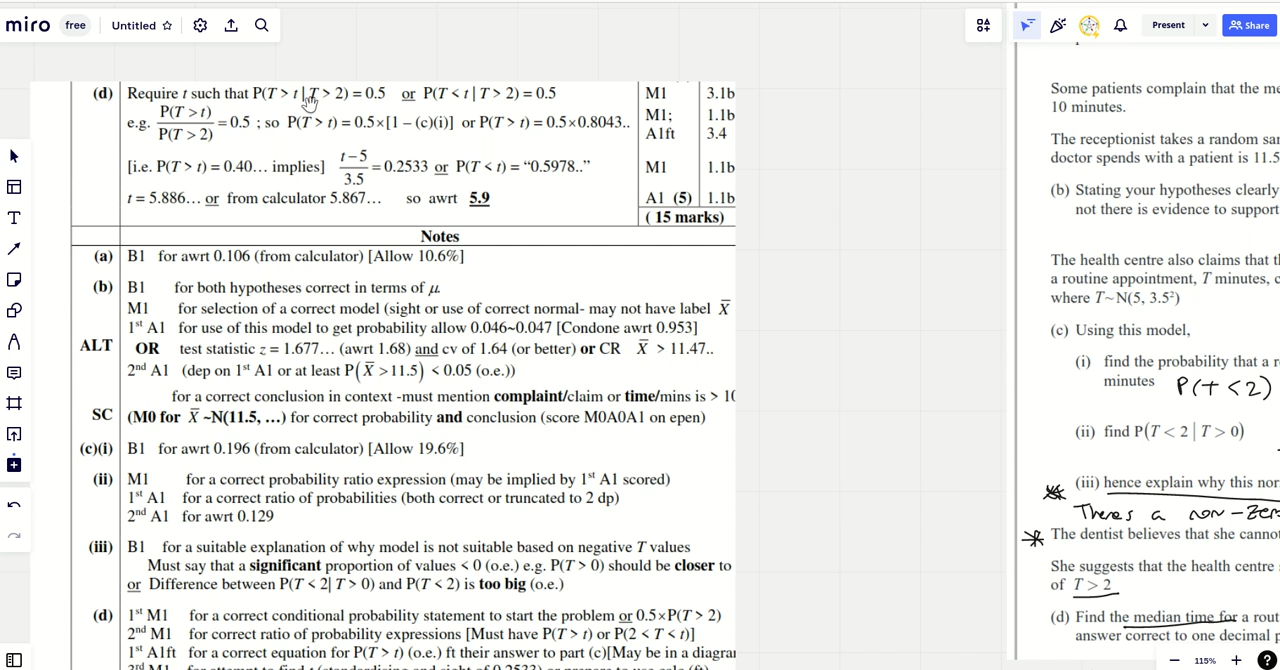 miro free Untitled Present Share
(d) Require t such that P(T > t | T > 2) = 0.5 or P(T < t | T > 2) = 0.5 M1 3.1b
e.g. P(T > t) / P(T > 2) = 0.5 ; so P(T > t) = 0.5×[1 – (c)(i)] or P(T > t) = 0.5×0.8043.. M1; 1.1b
A1ft 3.4
[i.e. P(T > t) = 0.40… implies] (t – 5) / 3.5 = 0.2533 or P(T < t) = “0.5978..” M1 1.1b
t = 5.886… or from calculator 5.867… so awrt 5.9 A1 (5) 1.1b
( 15 marks)
Notes
(a) B1 for awrt 0.106 (from calculator) [Allow 10.6%]
(b) B1 for both hypotheses correct in terms of μ
M1 for selection of a correct model (sight or use of correct normal- may not have label X̄
1st A1 for use of this model to get probability allow 0.046~0.047 [Condone awrt 0.953]
ALT OR test statistic z = 1.677… (awrt 1.68) and cv of 1.64 (or better) or CR X̄ > 11.47..
2nd A1 (dep on 1st A1 or at least P(X̄ > 11.5) < 0.05 (o.e.))
for a correct conclusion in context -must mention complaint/claim or time/mins is > 10
SC (M0 for X̄ ~N(11.5, …) for correct probability and conclusion (score M0A0A1 on epen)
(c)(i) B1 for awrt 0.196 (from calculator) [Allow 19.6%]
(ii) M1 for a correct probability ratio expression (may be implied by 1st A1 scored)
1st A1 for a correct ratio of probabilities (both correct or truncated to 2 dp)
2nd A1 for awrt 0.129
(iii) B1 for a suitable explanation of why model is not suitable based on negative T values
Must say that a significant proportion of values < 0 (o.e.) e.g. P(T > 0) should be closer to
or Difference between P(T < 2| T > 0) and P(T < 2) is too big (o.e.)
(d) 1st M1 for a correct conditional probability statement to start the problem or 0.5×P(T > 2)
2nd M1 for correct ratio of probability expressions [Must have P(T > t) or P(2 < T < t)]
1st A1ft for a correct equation for P(T > t) (o.e.) ft their answer to part (c)[May be in a diagram
Some patients complain that the me
10 minutes.
The receptionist takes a random sa
doctor spends with a patient is 11.5
(b) Stating your hypotheses clearly
not there is evidence to support
The health centre also claims that t
a routine appointment, T minutes, c
where T~N(5, 3.5²)
(c) Using this model,
(i) find the probability that a r
minutes P(T < 2)
(ii) find P(T < 2 | T > 0)
(iii) hence explain why this nor
There's a non-zer
The dentist believes that she canno
She suggests that the health centre
of T > 2
(d) Find the median time for a rout
answer correct to one decimal p
115%